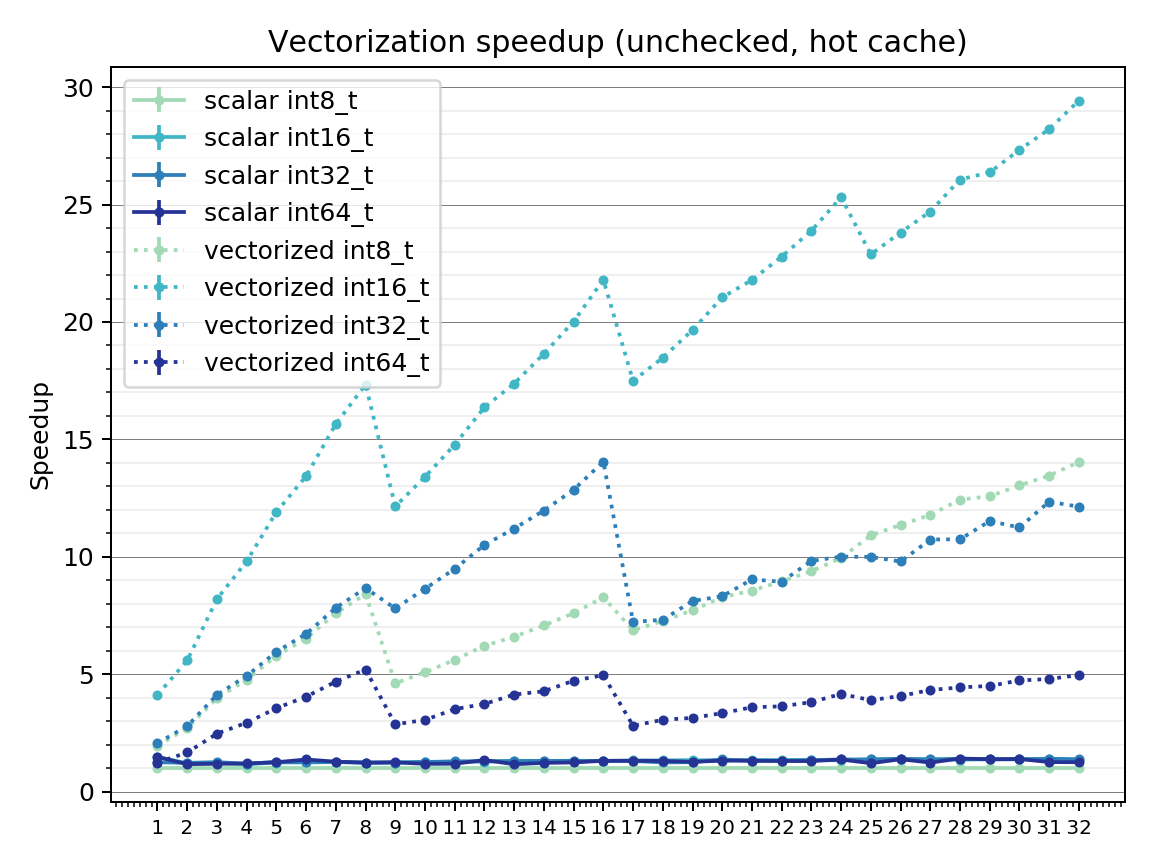 Vectorization speedup (unchecked, hot cache)
30
25
20
15
10
5
0
Speedup
scalar int8_t
scalar int16_t
scalar int32_t
scalar int64_t
vectorized int8_t
vectorized int16_t
vectorized int32_t
vectorized int64_t
1 2 3 4 5 6 7 8 9 10 11 12 13 14 15 16 17 18 19 20 21 22 23 24 25 26 27 28 29 30 31 32